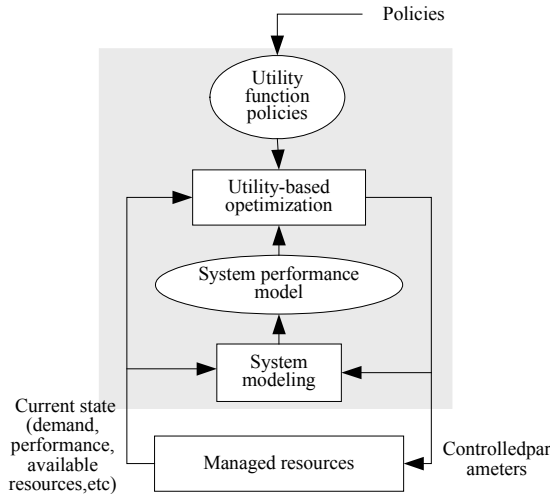 Policies
Utility
function
policies
Utility-based
opetimization
System performance
model
System
modeling
Current state
(demand,
performance,
available
resources,etc)
Managed resources
Controlledpar
ameters